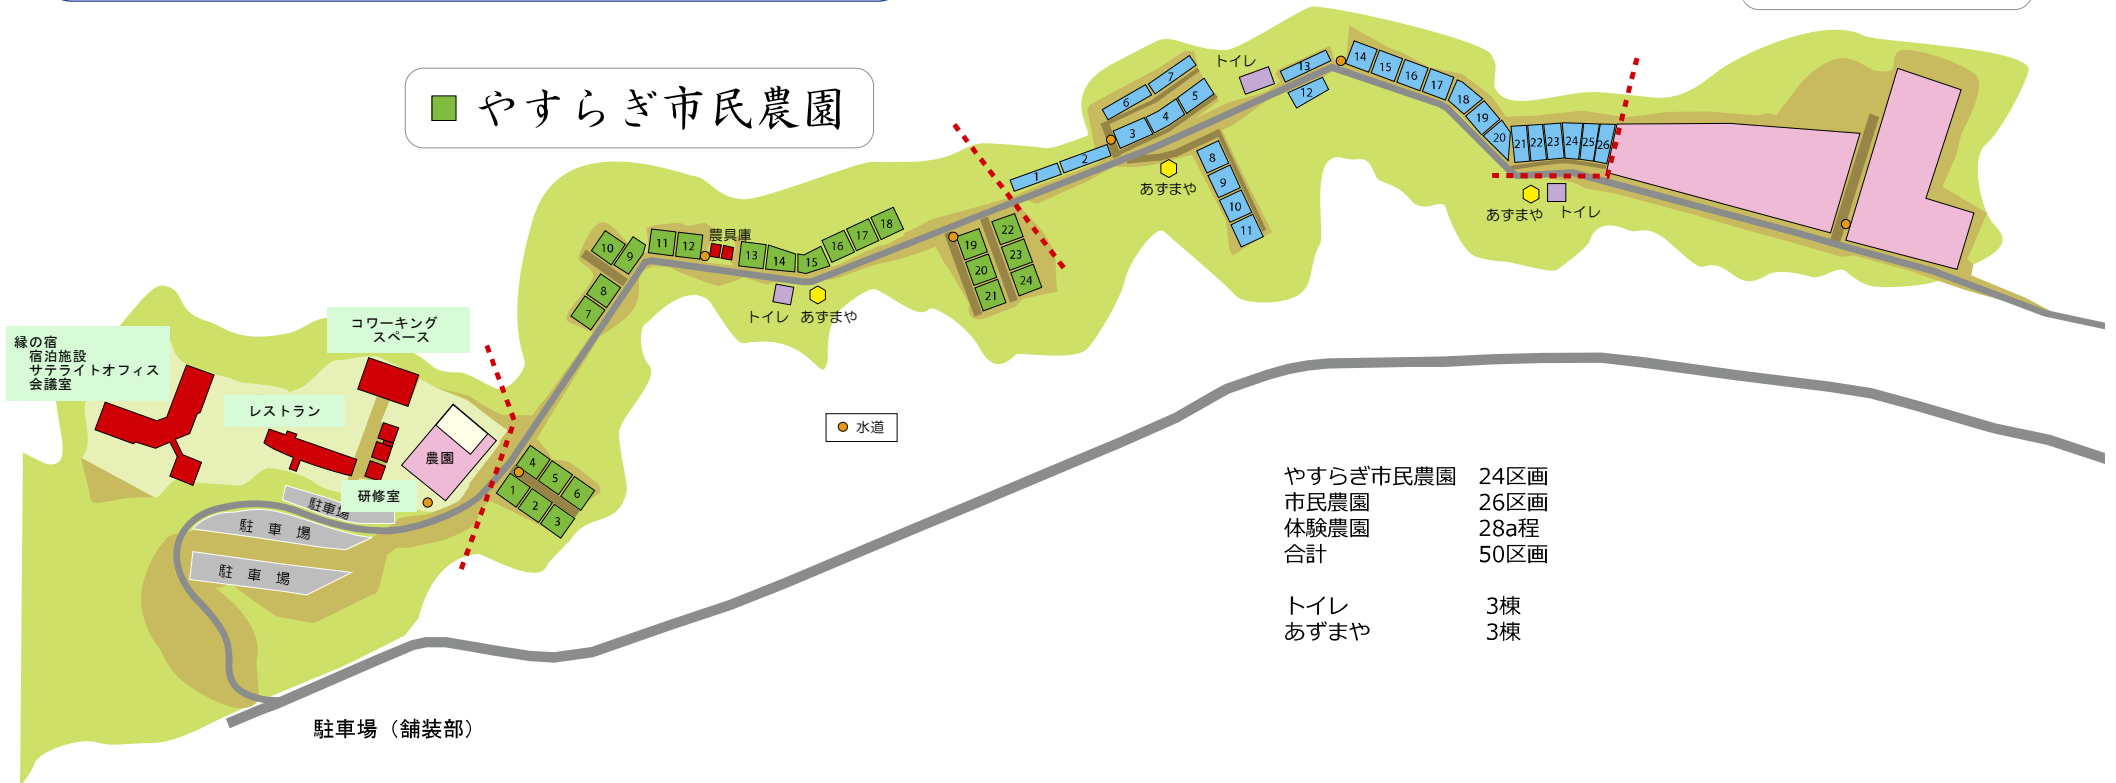 やすらぎ市民農園
縁の宿
宿泊施設
サテライトオフィス
会議室
コワーキング
スペース
レストラン
農園
研修室
駐車場
駐車場
駐車場
1
2
3
4
5
6
7
8
9
10
11
12
農具庫
13
14
15
16
17
18
トイレ
あずまや
19
20
21
22
23
24
1
2
3
4
5
6
7
トイレ
あずまや
8
9
10
11
12
13
14
15
16
17
18
19
20
21
22
23
24
25
26
あずまや
トイレ
水道
やすらぎ市民農園 24区画
市民農園 26区画
体験農園 28a程
合計 50区画
トイレ 3棟
あずまや 3棟
駐車場（舗装部）